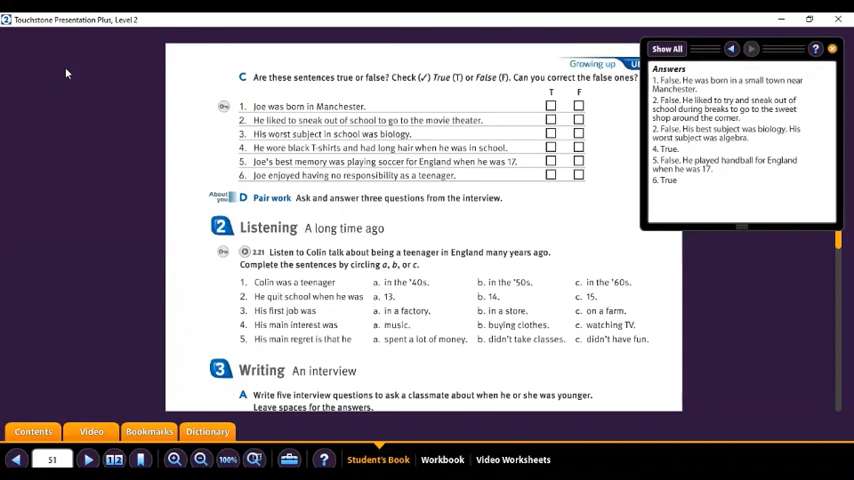 Touchstone Presentation Plus, Level 2
Growing up
C Are these sentences true or false? Check (✓) True (T) or False (F). Can you correct the false ones?
T F
1. Joe was born in Manchester.
2. He liked to sneak out of school to go to the movie theater.
3. His worst subject in school was biology.
4. He wore black T-shirts and had long hair when he was in school.
5. Joe's best memory was playing soccer for England when he was 17.
6. Joe enjoyed having no responsibility as a teenager.
About you D Pair work Ask and answer three questions from the interview.
2 Listening A long time ago
2.21 Listen to Colin talk about being a teenager in England many years ago.
Complete the sentences by circling a, b, or c.
1. Colin was a teenager a. in the '40s. b. in the '50s. c. in the '60s.
2. He quit school when he was a. 13. b. 14. c. 15.
3. His first job was a. in a factory. b. in a store. c. on a farm.
4. His main interest was a. music. b. buying clothes. c. watching TV.
5. His main regret is that he a. spent a lot of money. b. didn't take classes. c. didn't have fun.
3 Writing An interview
A Write five interview questions to ask a classmate about when he or she was younger.
Leave spaces for the answers.
Show All
?
Answers
1. False. He was born in a small town near
Manchester.
2. False. He liked to try and sneak out of
school during breaks to go to the sweet
shop around the corner.
2. False. His best subject was biology. His
worst subject was algebra.
4. True.
5. False. He played handball for England
when he was 17.
6. True
Contents Video Bookmarks Dictionary
51 12 100% ? Student's Book Workbook Video Worksheets